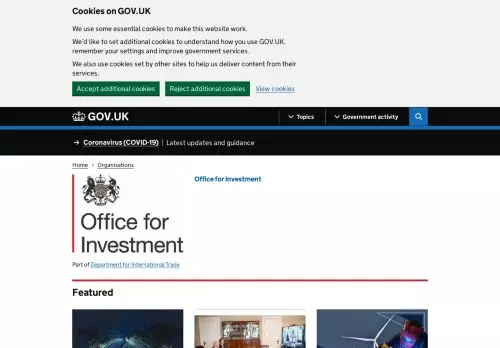 Cookies on GOV.UK
We use some essential cookies to make this website work.
We'd like to set additional cookies to understand how you use GOV.UK,
remember your settings and improve government services.
We also use cookies set by other sites to help us deliver content from their
services.
Accept additional cookies Reject additional cookies View cookies
GOV.UK Topics Government activity
→ Coronavirus (COVID-19) | Latest updates and guidance
Home > Organisations
Office for
Investment
Office for Investment
Part of Department for International Trade
Featured